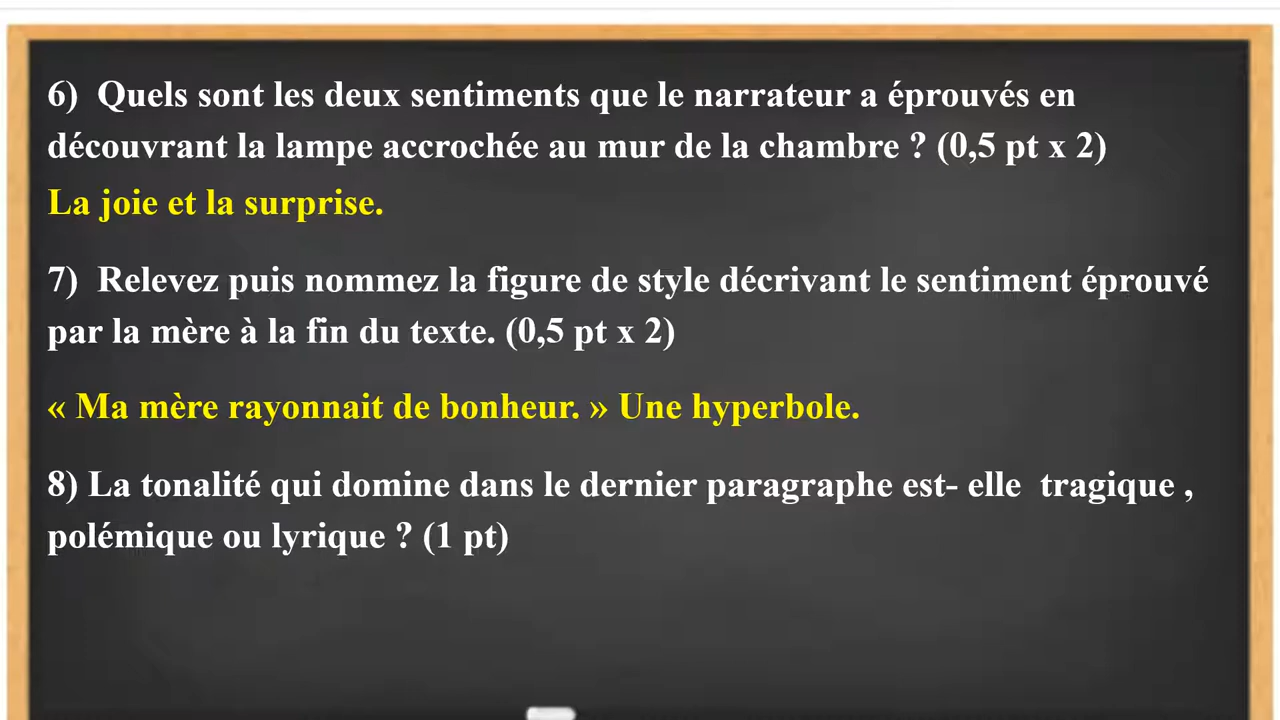 6) Quels sont les deux sentiments que le narrateur a éprouvés en
découvrant la lampe accrochée au mur de la chambre ? (0,5 pt x 2)
La joie et la surprise.
7) Relevez puis nommez la figure de style décrivant le sentiment éprouvé
par la mère à la fin du texte. (0,5 pt x 2)
« Ma mère rayonnait de bonheur. » Une hyperbole.
8) La tonalité qui domine dans le dernier paragraphe est- elle tragique ,
polémique ou lyrique ? (1 pt)